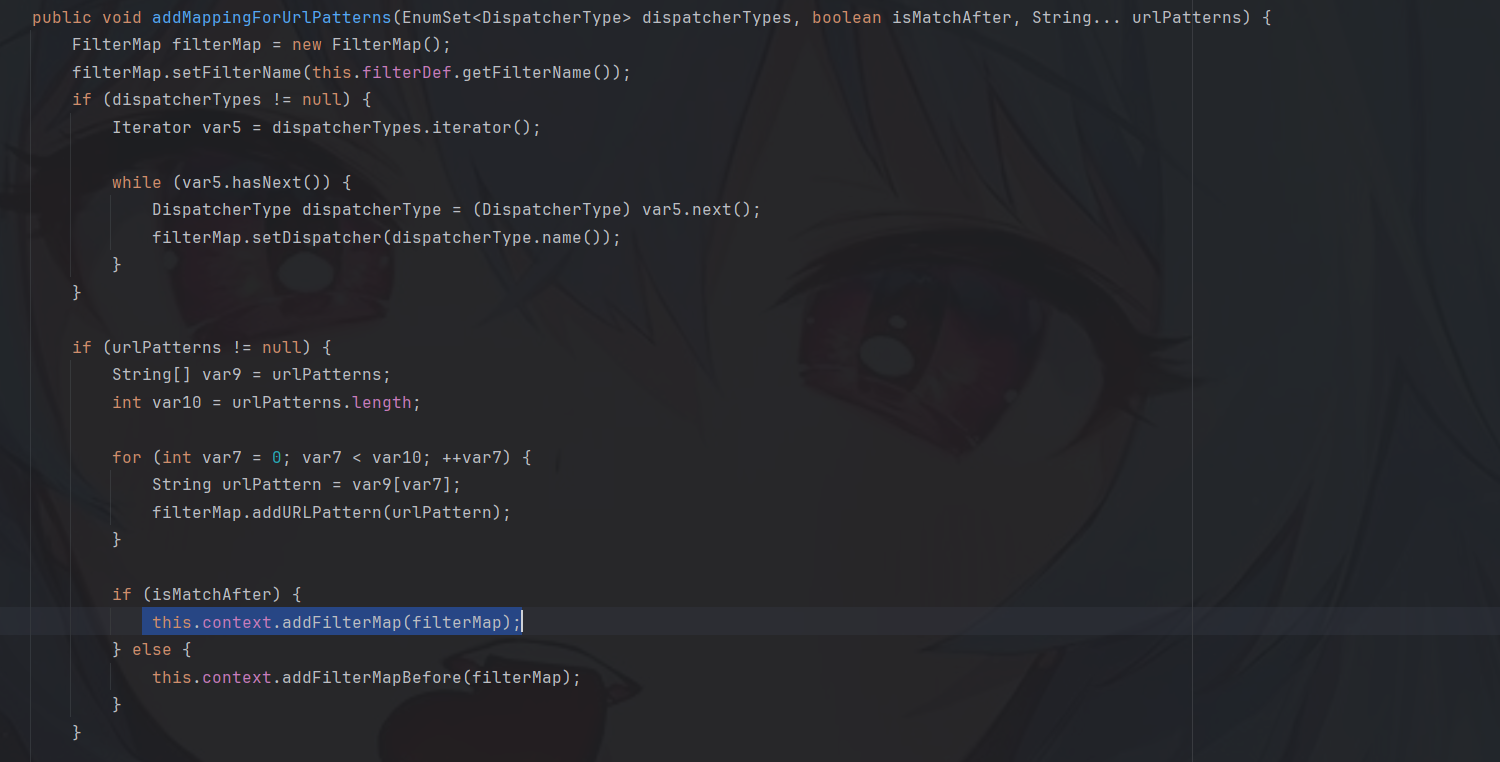 public void addMappingForUrlPatterns(EnumSet<DispatcherType> dispatcherTypes, boolean isMatchAfter, String... urlPatterns) {
    FilterMap filterMap = new FilterMap();
    filterMap.setFilterName(this.filterDef.getFilterName());
    if (dispatcherTypes != null) {
        Iterator var5 = dispatcherTypes.iterator();

        while (var5.hasNext()) {
            DispatcherType dispatcherType = (DispatcherType) var5.next();
            filterMap.setDispatcher(dispatcherType.name());
        }
    }

    if (urlPatterns != null) {
        String[] var9 = urlPatterns;
        int var10 = urlPatterns.length;

        for (int var7 = 0; var7 < var10; ++var7) {
            String urlPattern = var9[var7];
            filterMap.addURLPattern(urlPattern);
        }

        if (isMatchAfter) {
            this.context.addFilterMap(filterMap);
        } else {
            this.context.addFilterMapBefore(filterMap);
        }
    }